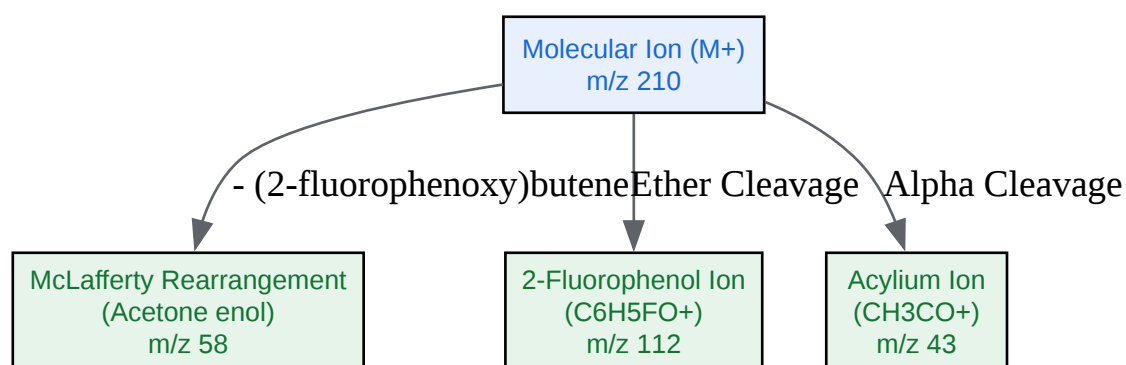 Molecular Ion (M+)
m/z 210
- (2-fluorophenoxy)butene
Ether Cleavage
Alpha Cleavage
McLafferty Rearrangement
(Acetone enol)
m/z 58
2-Fluorophenol Ion
(C6H5FO+)
m/z 112
Acylium Ion
(CH3CO+)
m/z 43